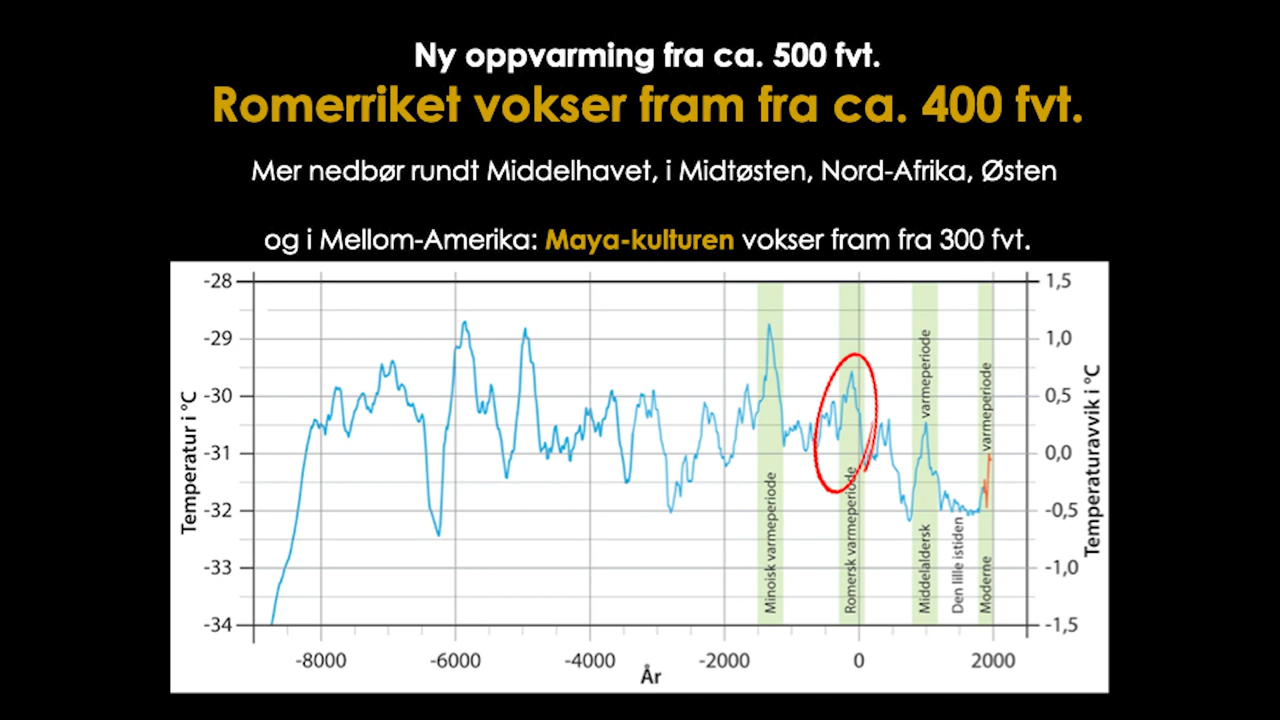 Ny oppvarming fra ca. 500 fvt.
Romerriket vokser fram fra ca. 400 fvt.
Mer nedbør rundt Middelhavet, i Midtøsten, Nord-Afrika, Østen
og i Mellom-Amerika: Maya-kulturen vokser fram fra 300 fvt.
Temperatur i °C
-28
-29
-30
-31
-32
-33
-34
Minoisk varmeperiode
Romersk varmeperiode
Middelaldersk varmeperiode
Den lille istiden
Moderne varmeperiode
1,5
1,0
0,5
0,0
-0,5
-1,0
-1,5
Temperaturavvik i °C
-8000
-6000
-4000
-2000
0
2000
År